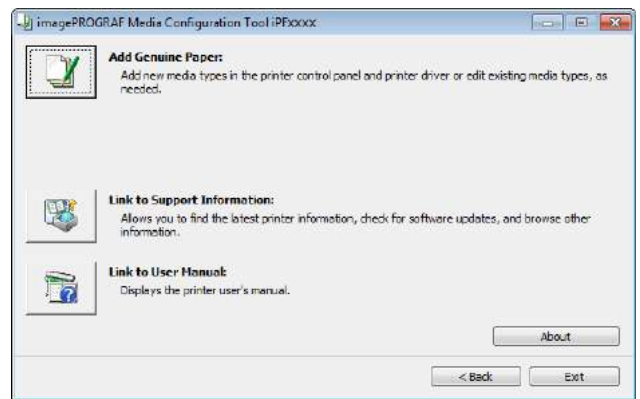 imagePROGRAF Media Configuration Tool iPFxxxx
Add Genuine Paper:
Add new media types in the printer control panel and printer driver or edit existing media types, as
needed.
Link to Support Information:
Allows you to find the latest printer information, check for software updates, and browse other
information.
Link to User Manual:
Displays the printer user's manual.
About
< Back
Exit